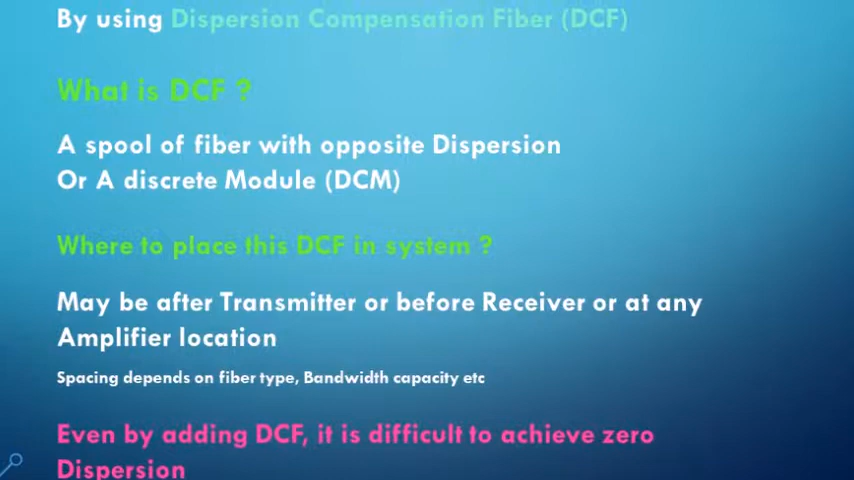 By using Dispersion Compensation Fiber (DCF)
What is DCF ?
A spool of fiber with opposite Dispersion
Or A discrete Module (DCM)
Where to place this DCF in system ?
May be after Transmitter or before Receiver or at any
Amplifier location
Spacing depends on fiber type, Bandwidth capacity etc
Even by adding DCF, it is difficult to achieve zero
Dispersion